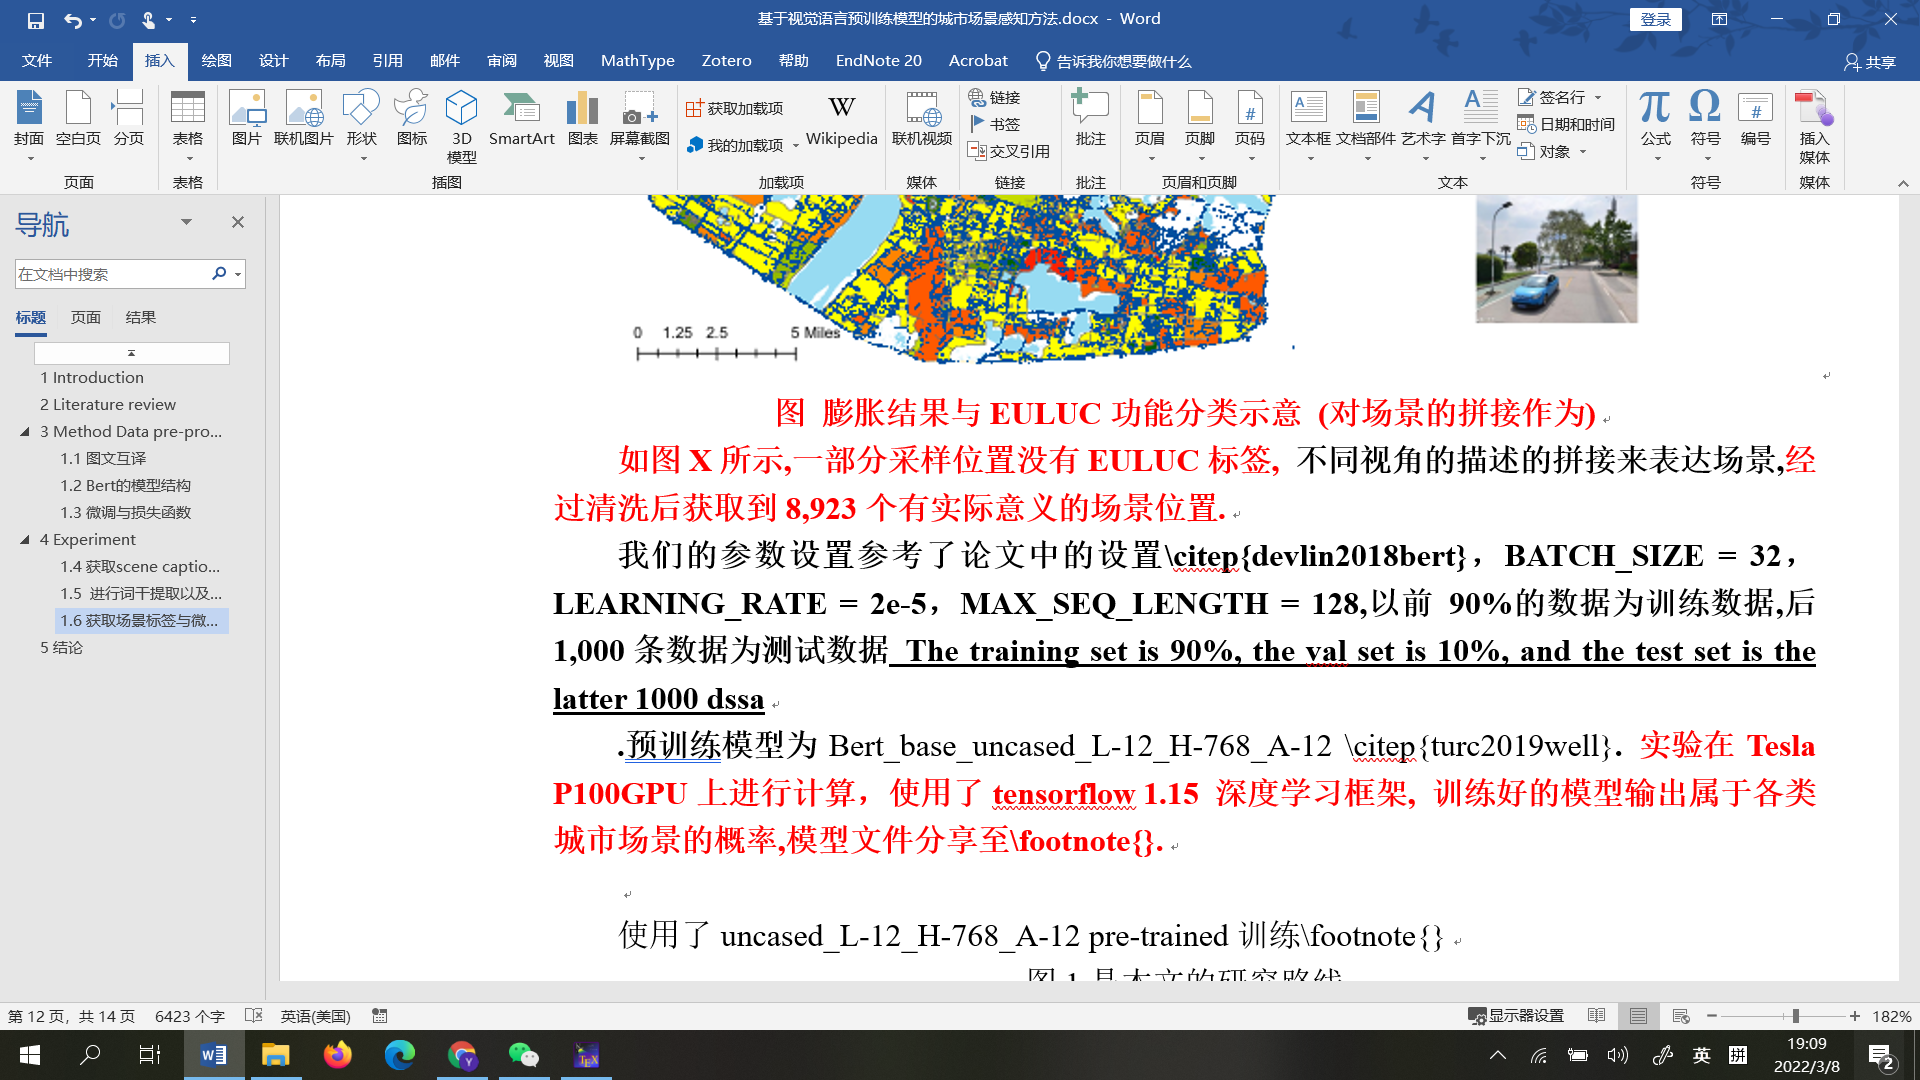 基于视觉语言预训练模型的城市场景感知方法.docx - Word
登录
文件 开始 插入 绘图 设计 布局 引用 邮件 审阅 视图 MathType Zotero 帮助 EndNote 20 Acrobat 告诉我你想要做什么 共享
封面 空白页 分页 表格 图片 联机图片 形状 图标 3D 模型 SmartArt 图表 屏幕截图
获取加载项
我的加载项
W
Wikipedia
联机视频
链接
书签
交叉引用
批注
页眉 页脚 页码
文本框 文档部件 艺术字 首字下沉
签名行
日期和时间
对象
公式 符号 编号
插入 媒体
页面 表格 插图 加载项 媒体 链接 批注 页眉和页脚 文本 符号 媒体
导航
在文档中搜索
标题 页面 结果
1 Introduction
2 Literature review
3 Method Data pre-pro...
1.1 图文互译
1.2 Bert的模型结构
1.3 微调与损失函数
4 Experiment
1.4 获取scene captio...
1.5 进行词干提取以及...
1.6 获取场景标签与微...
5 结论
0 1.25 2.5 5 Miles
图 膨胀结果与 EULUC 功能分类示意 (对场景的拼接作为)
如图 X 所示,一部分采样位置没有 EULUC 标签, 不同视角的描述的拼接来表达场景,经
过清洗后获取到 8,923 个有实际意义的场景位置.
我们的参数设置参考了论文中的设置\citep{devlin2018bert}，BATCH_SIZE = 32，
LEARNING_RATE = 2e-5，MAX_SEQ_LENGTH = 128,以前 90%的数据为训练数据,后
1,000 条数据为测试数据 The training set is 90%, the val set is 10%, and the test set is the
latter 1000 dssa
.预训练模型为 Bert_base_uncased_L-12_H-768_A-12 \citep{turc2019well}. 实验在 Tesla
P100GPU 上进行计算，使用了 tensorflow 1.15 深度学习框架, 训练好的模型输出属于各类
城市场景的概率,模型文件分享至\footnote{}.
使用了 uncased_L-12_H-768_A-12 pre-trained 训练\footnote{}
图 1 是本文的研究路线
第 12 页，共 14 页 6423 个字 英语(美国) 显示器设置 182%
英 拼
19:09
2022/3/8
2